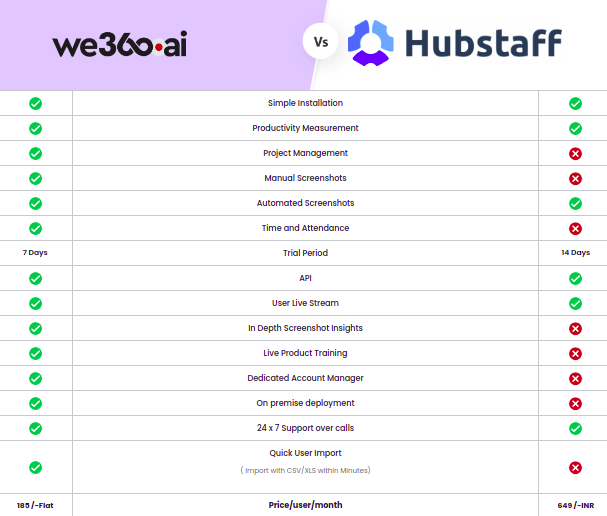 we360.ai Vs Hubstaff
Simple Installation
Productivity Measurement
Project Management
Manual Screenshots
Automated Screenshots
Time and Attendance
7 Days Trial Period 14 Days
API
User Live Stream
In Depth Screenshot Insights
Live Product Training
Dedicated Account Manager
On premise deployment
24 x 7 Support over calls
Quick User Import
( Import with CSV/XLS within Minutes)
185/-Flat Price/user/month 649/-INR